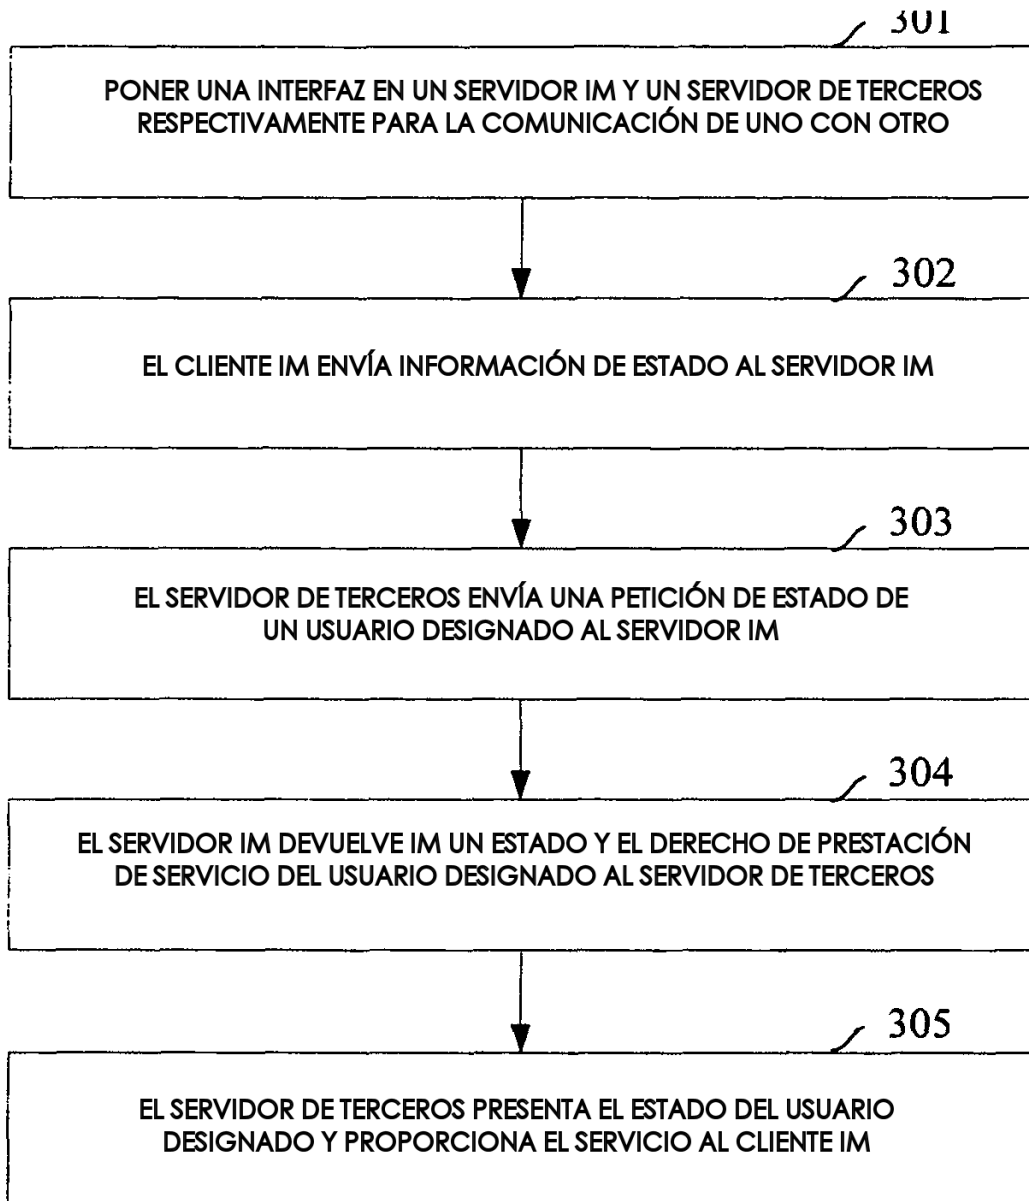 301
PONER UNA INTERFAZ EN UN SERVIDOR IM Y UN SERVIDOR DE TERCEROS
RESPECTIVAMENTE PARA LA COMUNICACIÓN DE UNO CON OTRO
302
EL CLIENTE IM ENVÍA INFORMACIÓN DE ESTADO AL SERVIDOR IM
303
EL SERVIDOR DE TERCEROS ENVÍA UNA PETICIÓN DE ESTADO DE
UN USUARIO DESIGNADO AL SERVIDOR IM
304
EL SERVIDOR IM DEVUELVE IM UN ESTADO Y EL DERECHO DE PRESTACIÓN
DE SERVICIO DEL USUARIO DESIGNADO AL SERVIDOR DE TERCEROS
305
EL SERVIDOR DE TERCEROS PRESENTA EL ESTADO DEL USUARIO
DESIGNADO Y PROPORCIONA EL SERVICIO AL CLIENTE IM